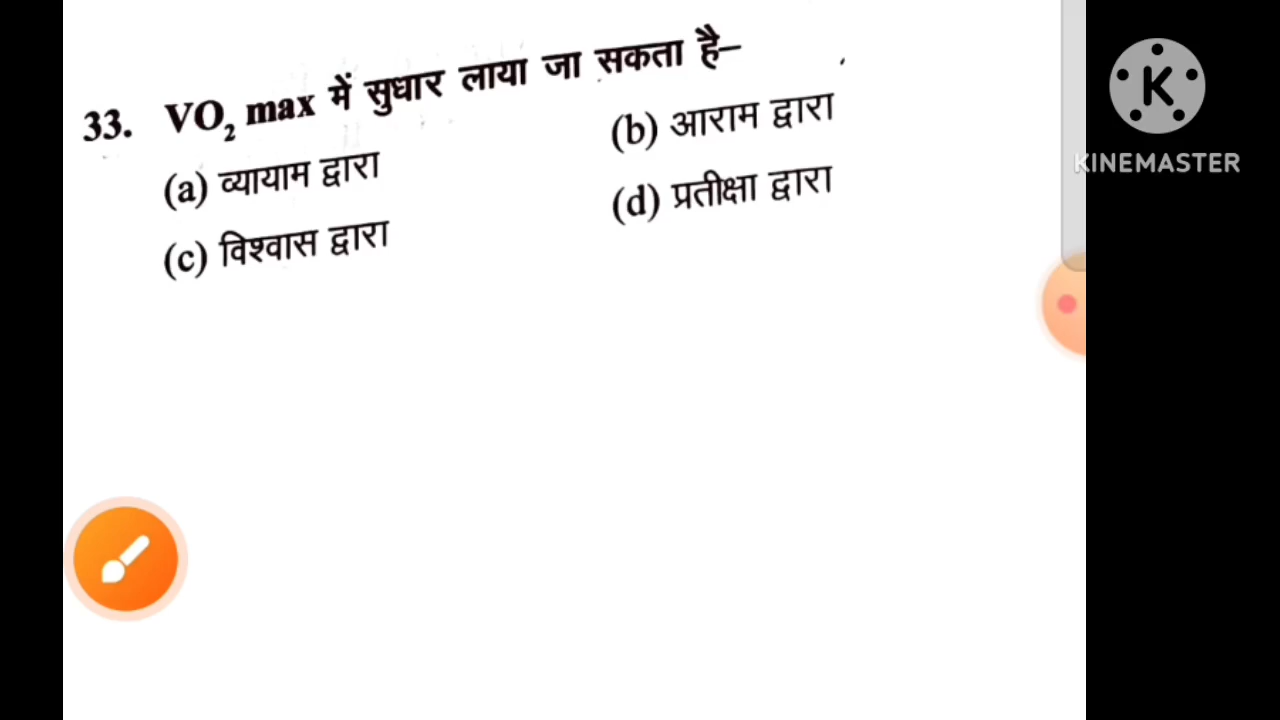 33. VO₂ max में सुधार लाया जा सकता है–
(a) व्यायाम द्वारा (b) आराम द्वारा
(c) विश्वास द्वारा (d) प्रतीक्षा द्वारा
K
KINEMASTER